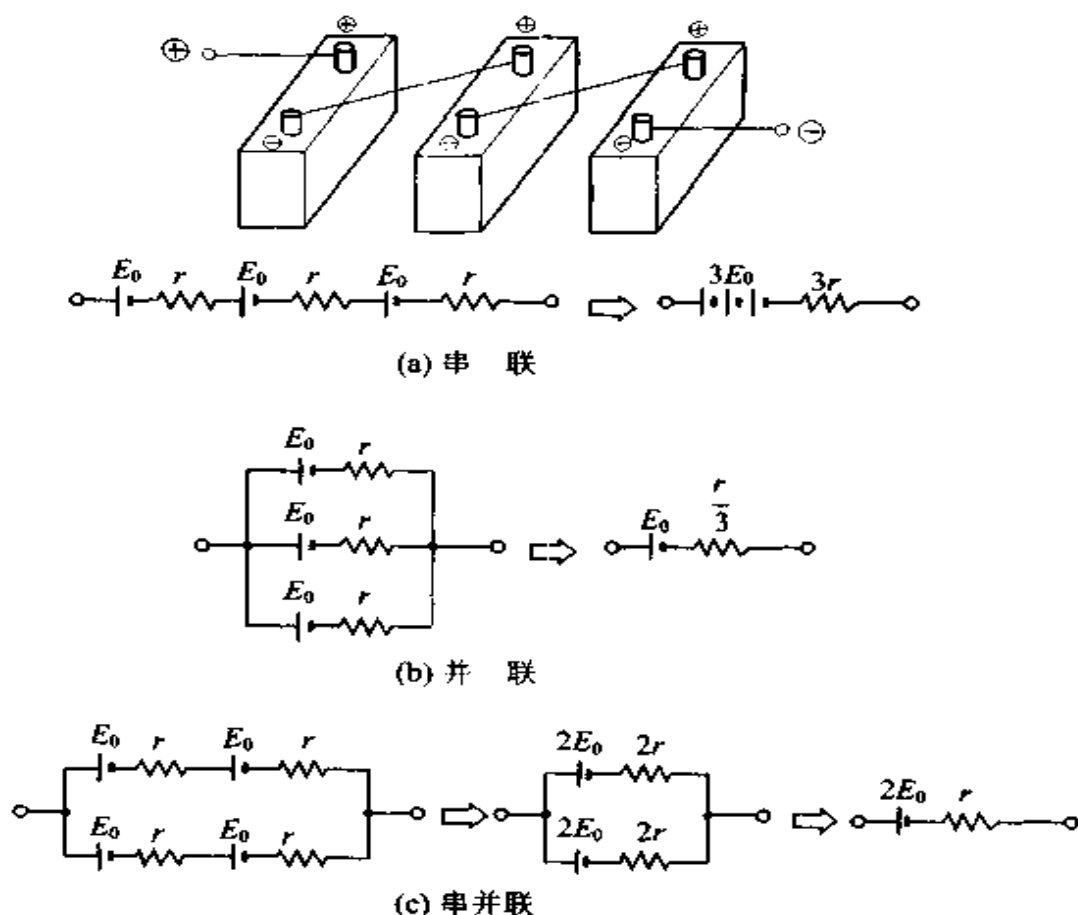 ⊕ ⊕ ⊕
⊕
⊖ ⊖ ⊖ ⊖
E₀ r E₀ r E₀ r 3E₀ 3r
(a) 串 联
E₀ r
E₀ r E₀ r/3
E₀ r
(b) 并 联
E₀ r E₀ r 2E₀ 2r
2E₀ r
E₀ r E₀ r 2E₀ 2r
(c) 串并联